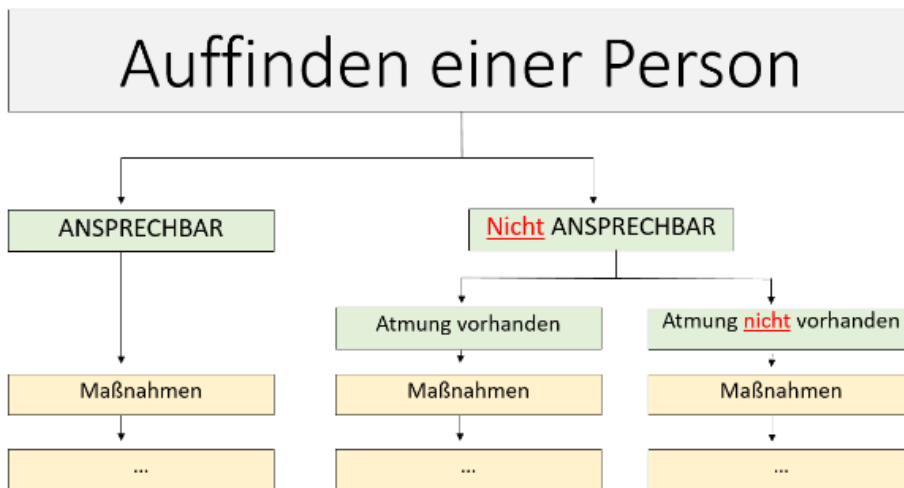 Auffinden einer Person
ANSPRECHBAR
Nicht ANSPRECHBAR
Atmung vorhanden
Atmung nicht vorhanden
Maßnahmen
Maßnahmen
Maßnahmen
...
...
...